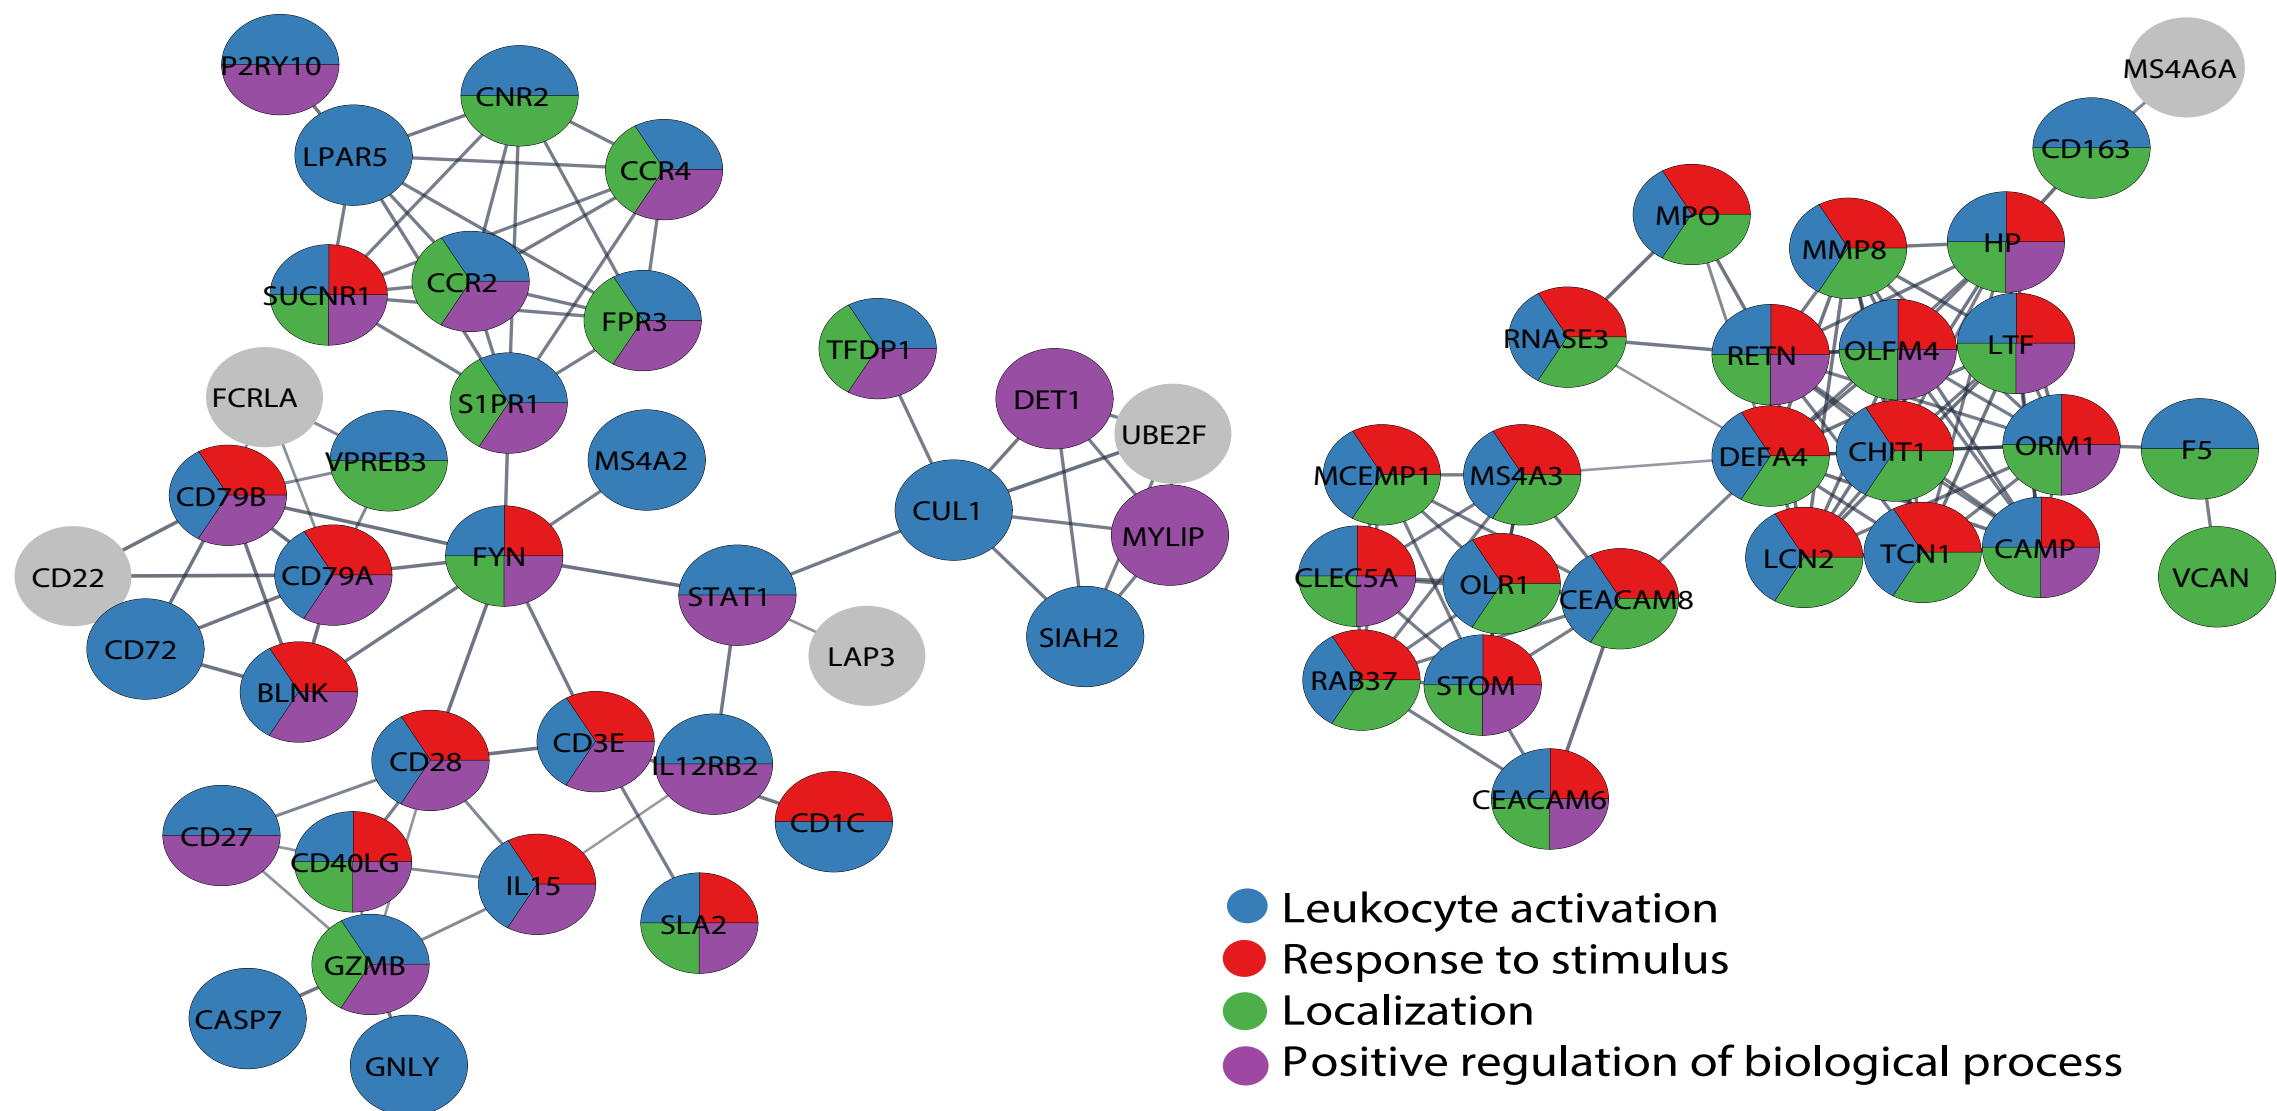 P2RY10
CNR2
LPAR5
CCR4
SUCNR1
CCR2
FPR3
S1PR1
FCRLA
VPREB3
MS4A2
CD79B
CD22
CD79A
FYN
CD72
BLNK
STAT1
LAP3
TFDP1
DET1
UBE2F
CUL1
MYLIP
SIAH2
CD28
CD3E
IL12RB2
CD1C
CD27
CD40LG
IL15
SLA2
GZMB
CASP7
GNLY
MS4A6A
CD163
MPO
MMP8
HP
RNASE3
RETN
OLFM4
LTF
MCEMP1
MS4A3
DEFA4
CHIT1
ORM1
F5
CLEC5A
OLR1
CEACAM8
LCN2
TCN1
CAMP
VCAN
RAB37
STOM
CEACAM6
Leukocyte activation
Response to stimulus
Localization
Positive regulation of biological process